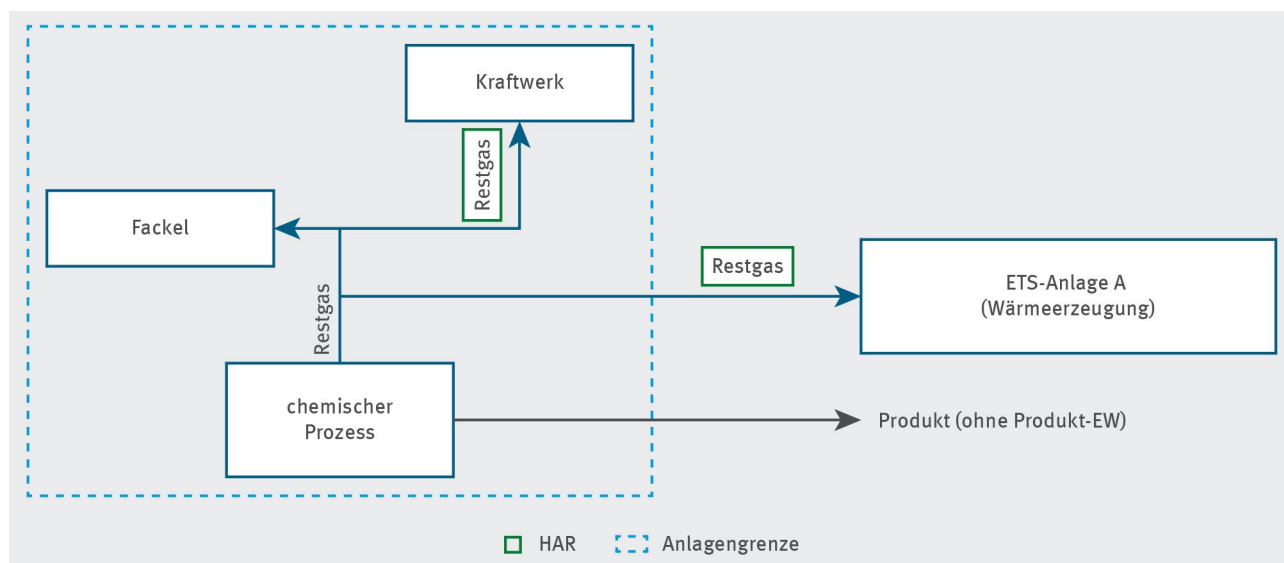 Kraftwerk
Restgas
Fackel
Restgas
ETS-Anlage A
(Wärmeerzeugung)
Restgas
chemischer
Prozess
Produkt (ohne Produkt-EW)
HAR
Anlagengrenze